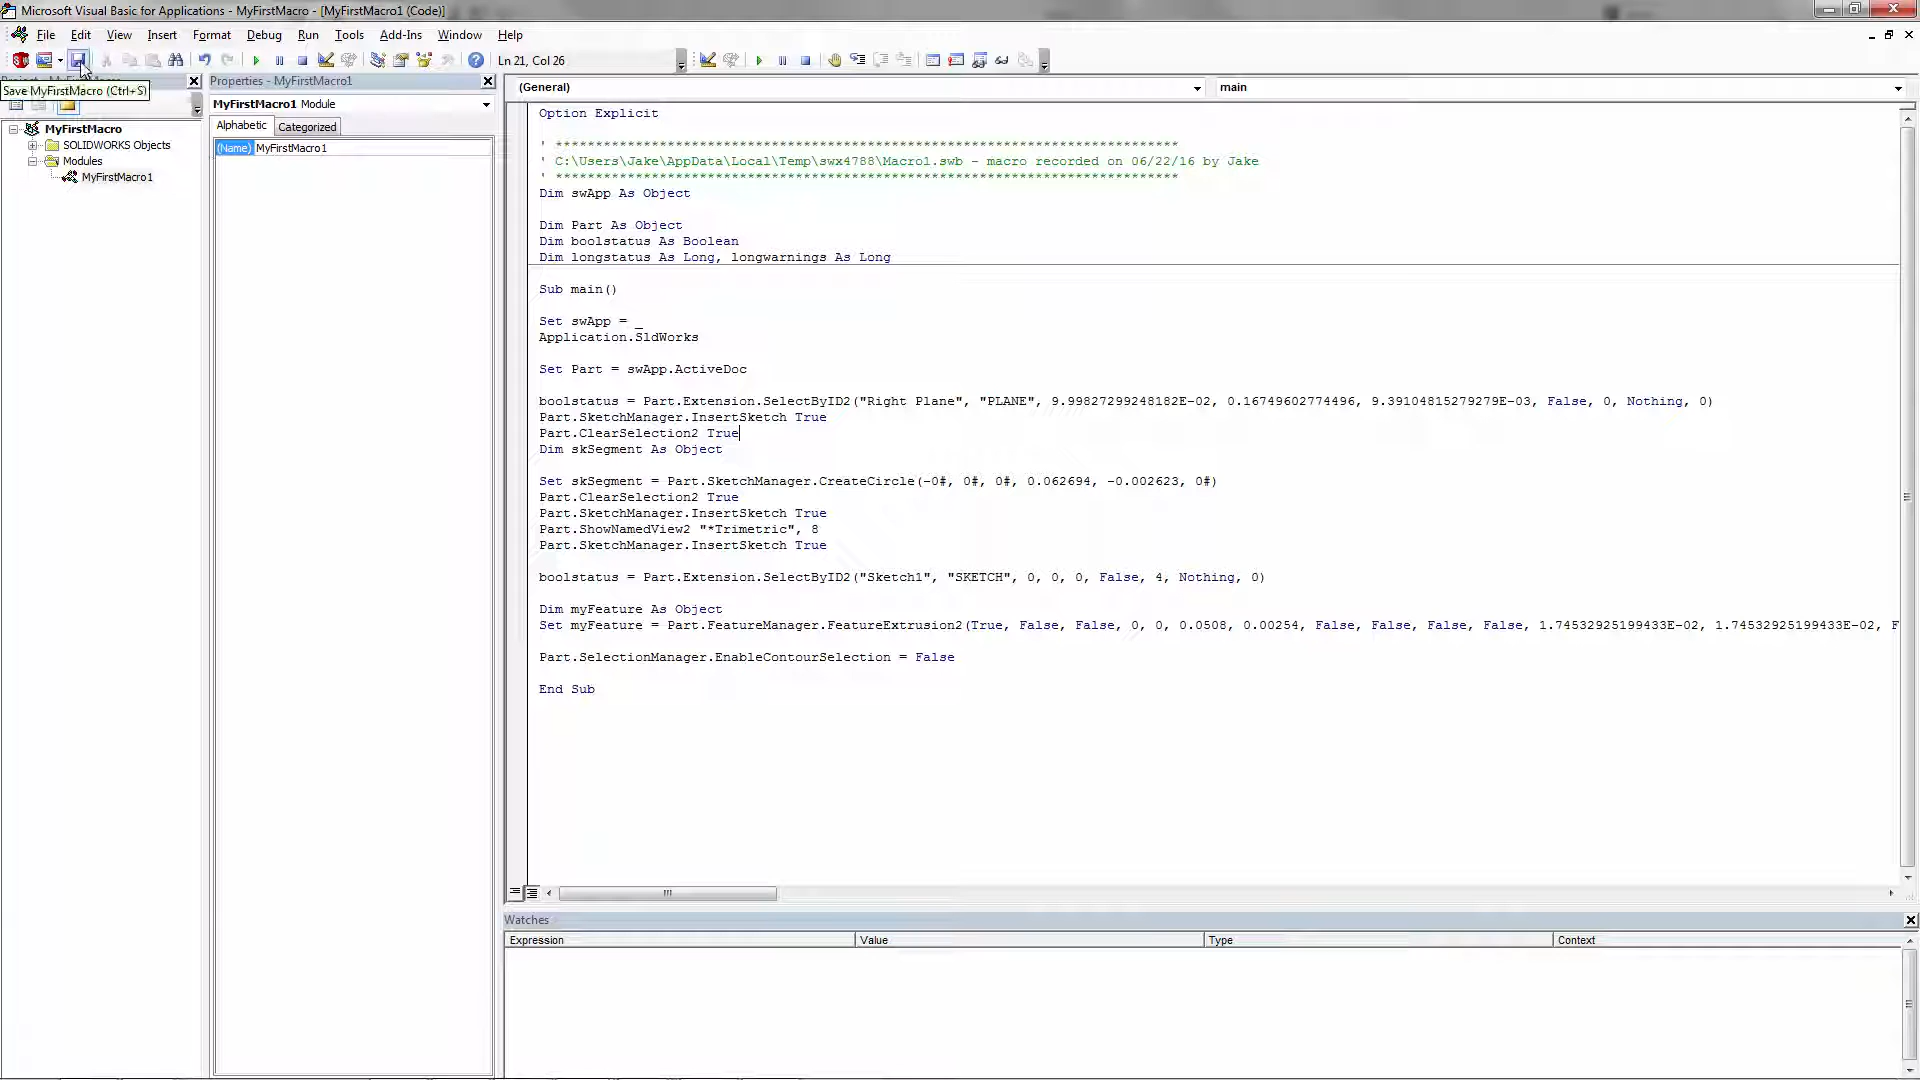 Microsoft Visual Basic for Applications - MyFirstMacro - [MyFirstMacro1 (Code)]
File Edit View Insert Format Debug Run Tools Add-Ins Window Help
Ln 21, Col 26
Save MyFirstMacro (Ctrl+S)
Properties - MyFirstMacro1
MyFirstMacro1 Module
Alphabetic Categorized
(Name) MyFirstMacro1
MyFirstMacro
SOLIDWORKS Objects
Modules
MyFirstMacro1
(General) main
Option Explicit
' ******************************************************************************
' C:\Users\Jake\AppData\Local\Temp\swx4788\Macro1.swb - macro recorded on 06/22/16 by Jake
' ******************************************************************************
Dim swApp As Object
Dim Part As Object
Dim boolstatus As Boolean
Dim longstatus As Long, longwarnings As Long
Sub main()
Set swApp = _
Application.SldWorks
Set Part = swApp.ActiveDoc
boolstatus = Part.Extension.SelectByID2("Right Plane", "PLANE", 9.99827299248182E-02, 0.16749602774496, 9.39104815279279E-03, False, 0, Nothing, 0)
Part.SketchManager.InsertSketch True
Part.ClearSelection2 True
Dim skSegment As Object
Set skSegment = Part.SketchManager.CreateCircle(-0#, 0#, 0#, 0.062694, -0.002623, 0#)
Part.ClearSelection2 True
Part.SketchManager.InsertSketch True
Part.ShowNamedView2 "*Trimetric", 8
Part.SketchManager.InsertSketch True
boolstatus = Part.Extension.SelectByID2("Sketch1", "SKETCH", 0, 0, 0, False, 4, Nothing, 0)
Dim myFeature As Object
Set myFeature = Part.FeatureManager.FeatureExtrusion2(True, False, False, 0, 0, 0.0508, 0.00254, False, False, False, False, 1.74532925199433E-02, 1.74532925199433E-02, F
Part.SelectionManager.EnableContourSelection = False
End Sub
Watches
Expression Value Type Context